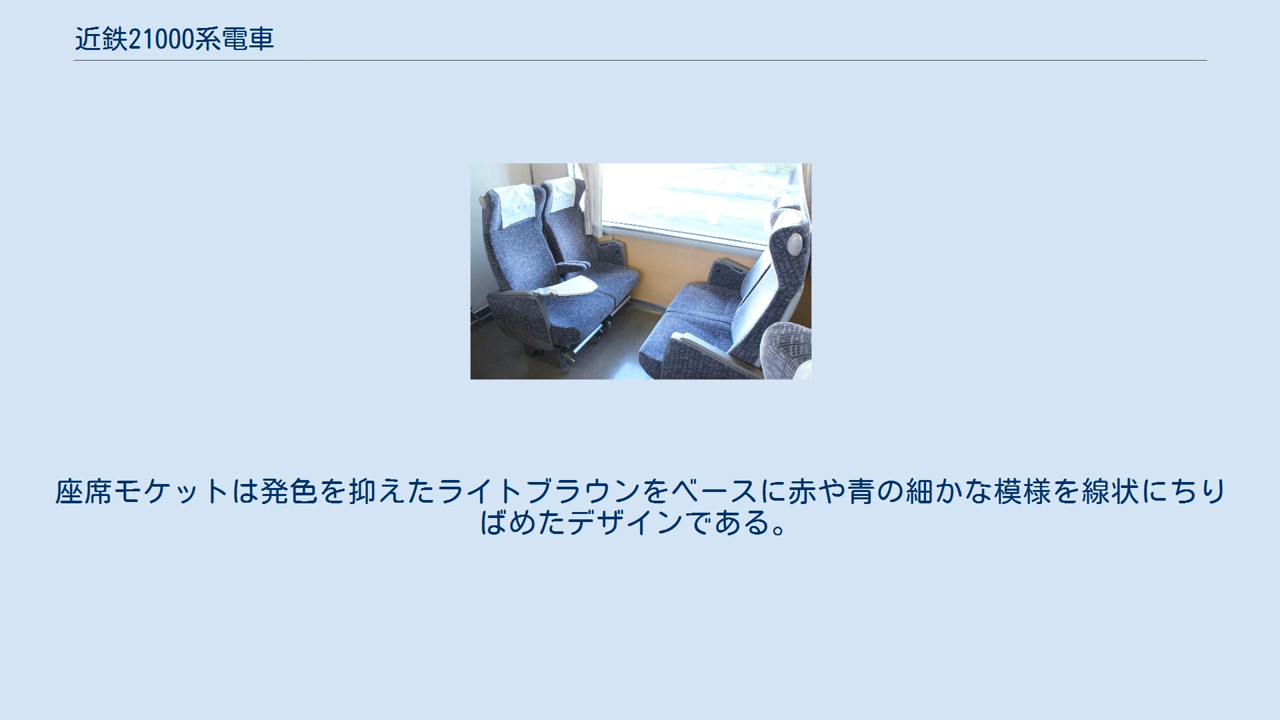 近鉄21000系電車
座席モケットは発色を抑えたライトブラウンをベースに赤や青の細かな模様を線状にちり
ばめたデザインである。